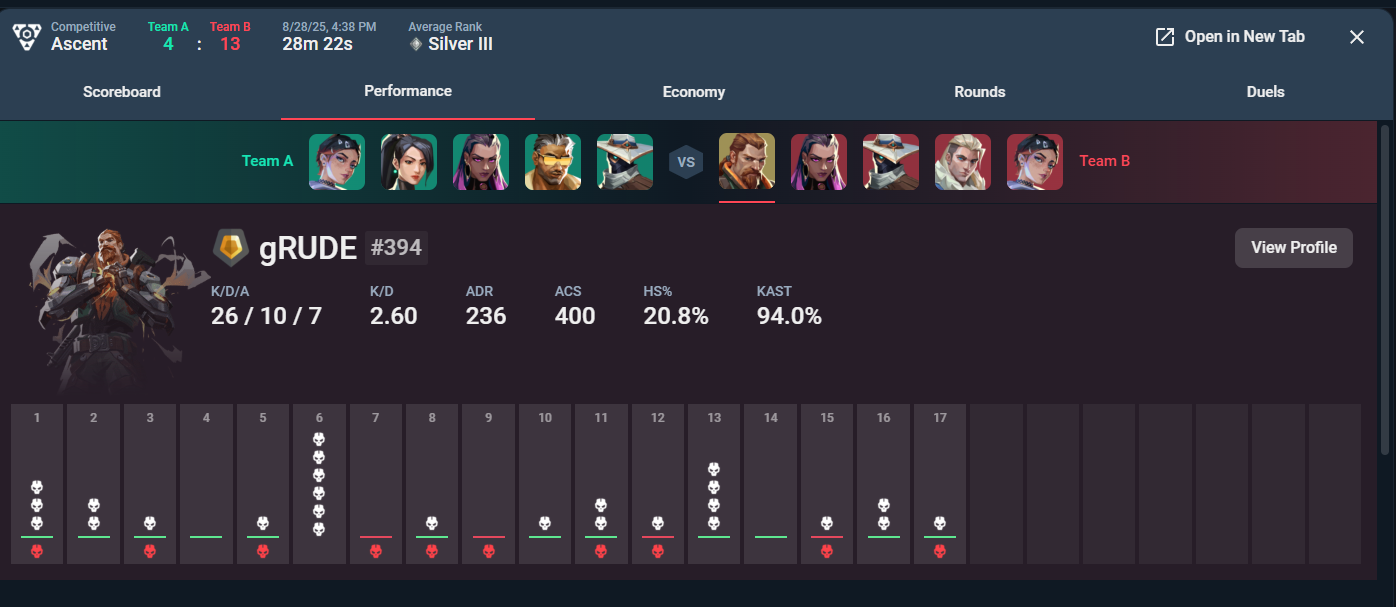 Competitive
Ascent
Team A Team B
4 : 13
8/28/25, 4:38 PM
28m 22s
Average Rank
Silver III
Open in New Tab
Scoreboard Performance Economy Rounds Duels
Team A VS Team B
gRUDE #394
View Profile
K/D/A K/D ADR ACS HS% KAST
26 / 10 / 7 2.60 236 400 20.8% 94.0%
1 2 3 4 5 6 7 8 9 10 11 12 13 14 15 16 17